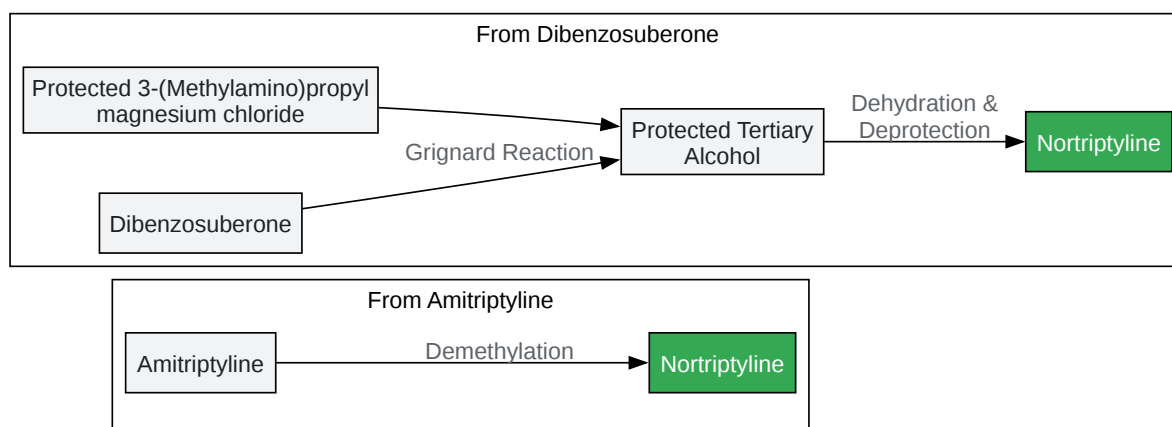 From Dibenzosuberone
Protected 3-(Methylamino)propyl
magnesium chloride
Grignard Reaction
Dibenzosuberone
Protected Tertiary
Alcohol
Dehydration &
Deprotection
Nortriptyline
From Amitriptyline
Amitriptyline
Demethylation
Nortriptyline